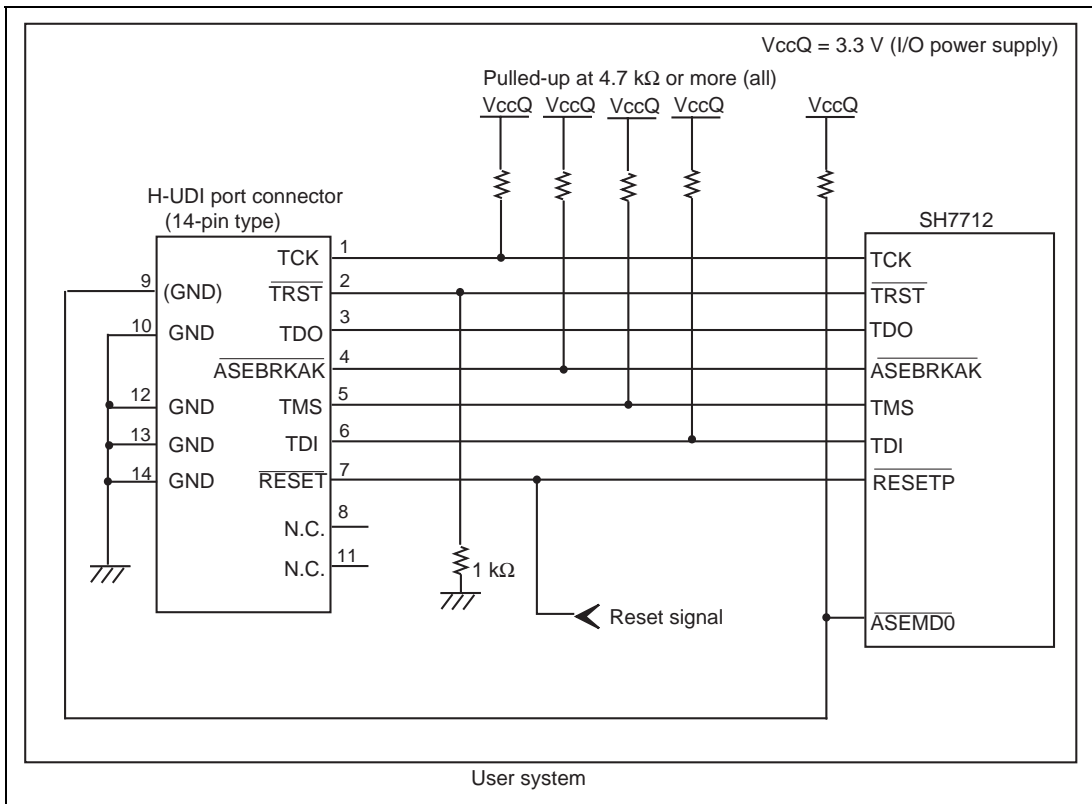 VccQ = 3.3 V (I/O power supply)
Pulled-up at 4.7 kΩ or more (all)
VccQ VccQ VccQ VccQ VccQ
H-UDI port connector
(14-pin type)
SH7712
TCK 1 TCK
9 (GND) TRST 2 TRST
10 GND TDO 3 TDO
ASEBRKAK 4 ASEBRKAK
12 GND TMS 5 TMS
13 GND TDI 6 TDI
14 GND RESET 7 RESETP
N.C. 8
N.C. 11
1 kΩ
Reset signal
ASEMD0
User system